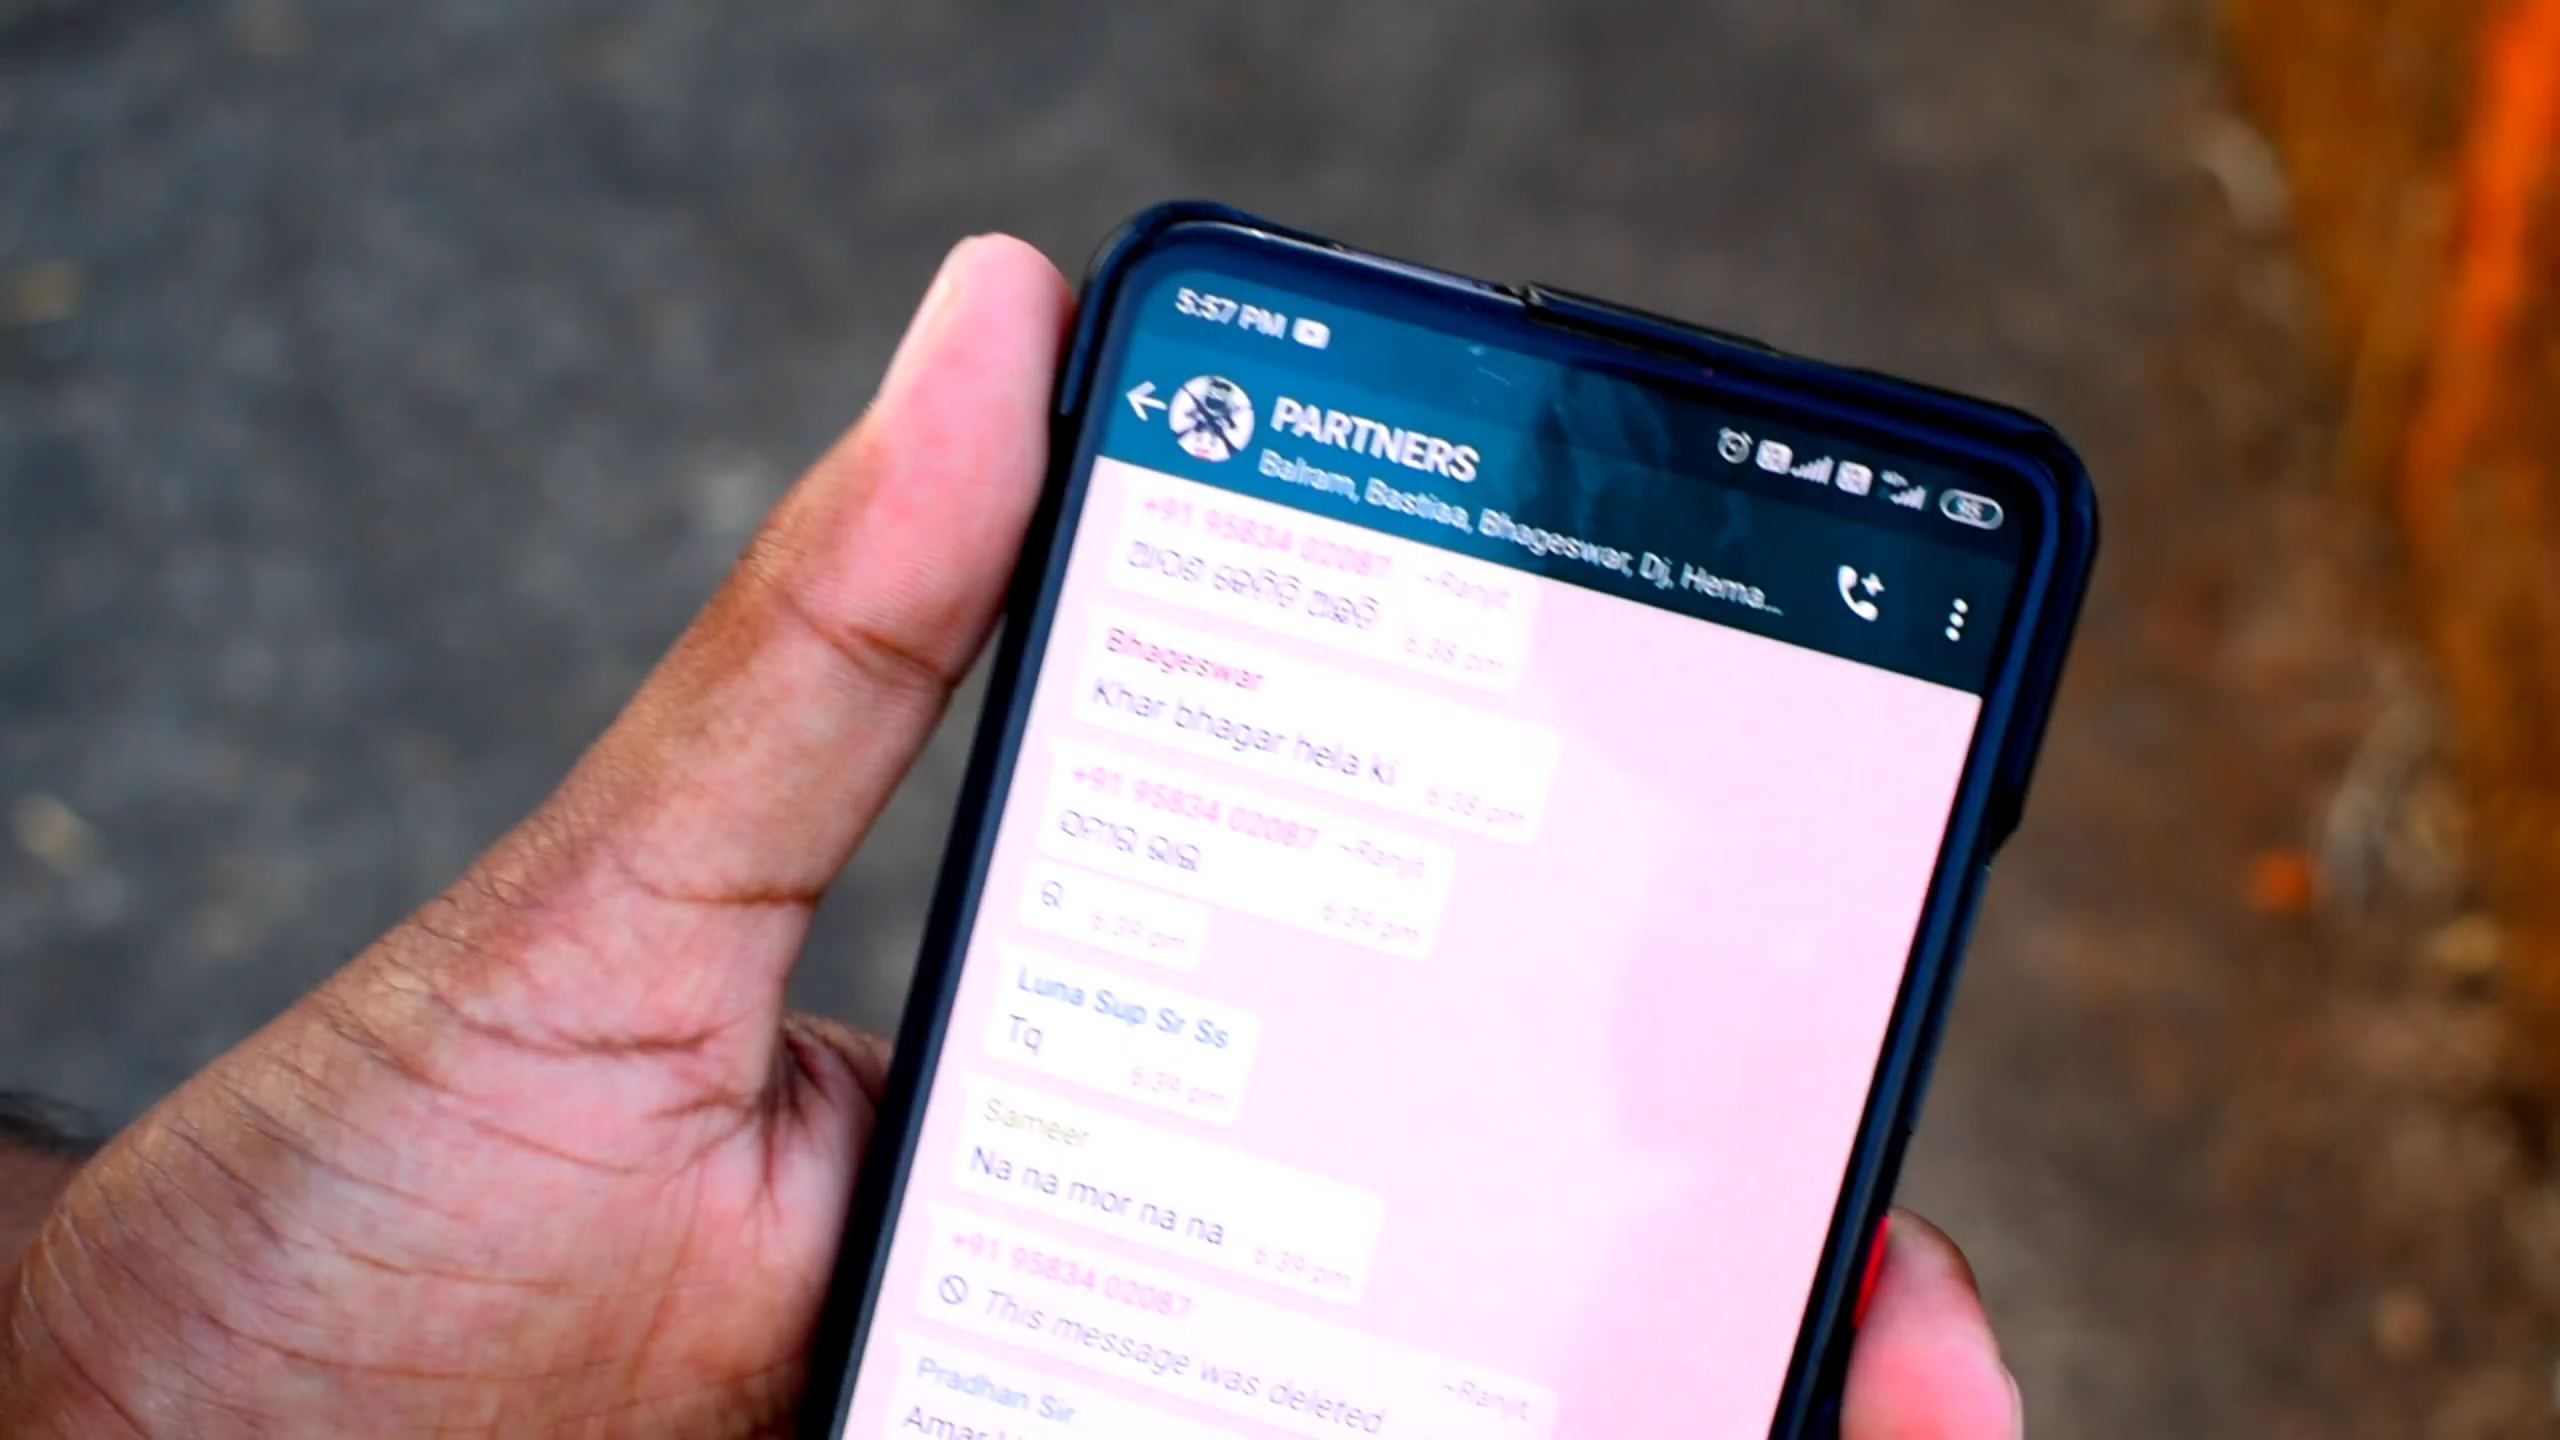 5:57 PM
PARTNERS
Balram, Bastiaa, Bhageswar, Dj, Hema...
+91 95834 02087 ~Ranjit
6:38 pm
Bhageswar
Khar bhagar hela ki 6:38 pm
+91 95834 02087 ~Ranjit
6:39 pm
6:39 pm
Luna Sup Sr Ss
Tq
6:39 pm
Sameer
Na na mor na na 6:39 pm
+91 95834 02087 ~Ranjit
This message was deleted
Pradhan Sir
Amar